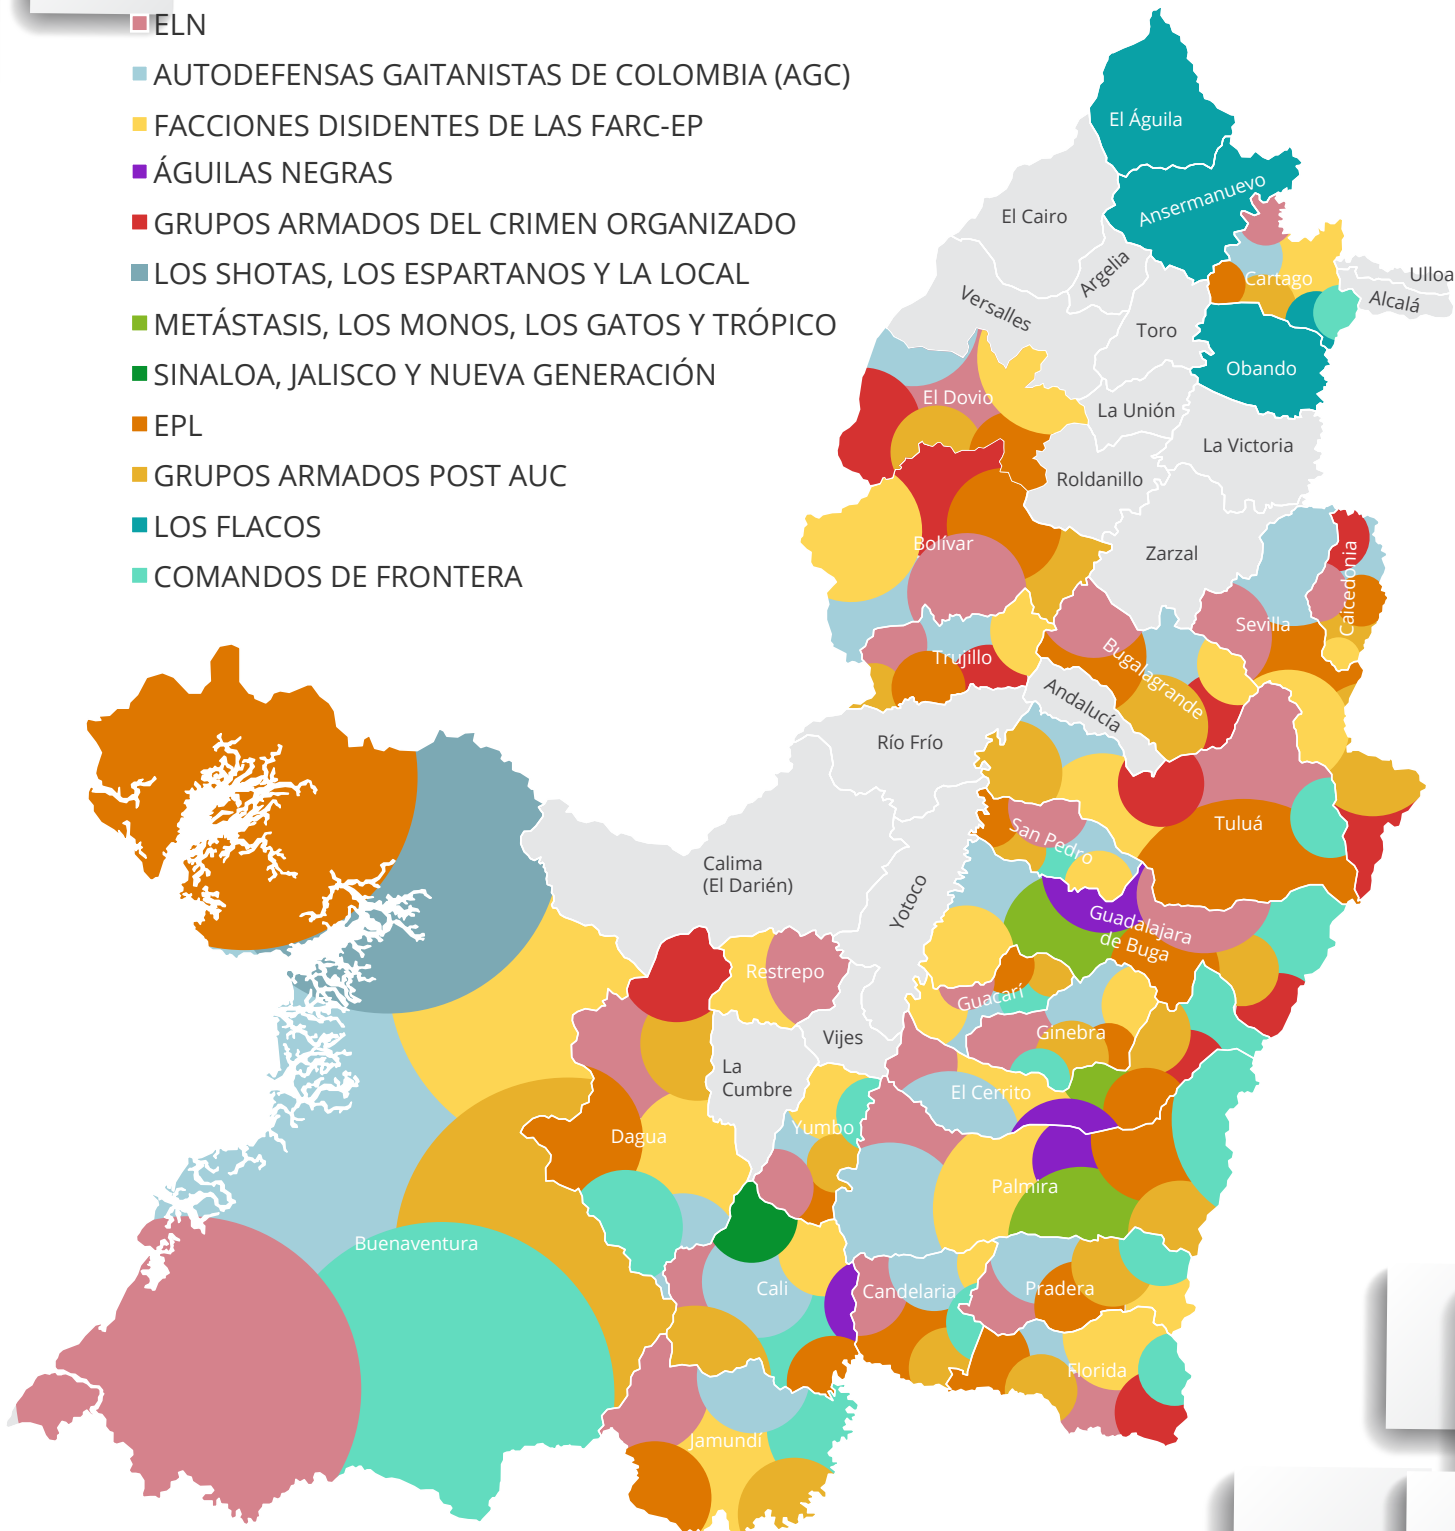 ELN
AUTODEFENSAS GAITANISTAS DE COLOMBIA (AGC)
FACCIONES DISIDENTES DE LAS FARC-EP
ÁGUILAS NEGRAS
GRUPOS ARMADOS DEL CRIMEN ORGANIZADO
LOS SHOTAS, LOS ESPARTANOS Y LA LOCAL
METÁSTASIS, LOS MONOS, LOS GATOS Y TRÓPICO
SINALOA, JALISCO Y NUEVA GENERACIÓN
EPL
GRUPOS ARMADOS POST AUC
LOS FLACOS
COMANDOS DE FRONTERA
El Águila
Ansermanuevo
El Cairo
Argelia
Cartago
Ulloa
Alcalá
Versalles
Toro
Obando
El Dovio
La Unión
La Victoria
Roldanillo
Bolívar
Zarzal
Caicedonia
Sevilla
Trujillo
Bugalagrande
Andalucía
Río Frío
Tuluá
San Pedro
Calima
(El Darién)
Yotoco
Guadalajara
de Buga
Restrepo
Guacarí
Vijes
Ginebra
La
Cumbre
El Cerrito
Yumbo
Dagua
Palmira
Buenaventura
Cali
Candelaria
Pradera
Florida
Jamundí